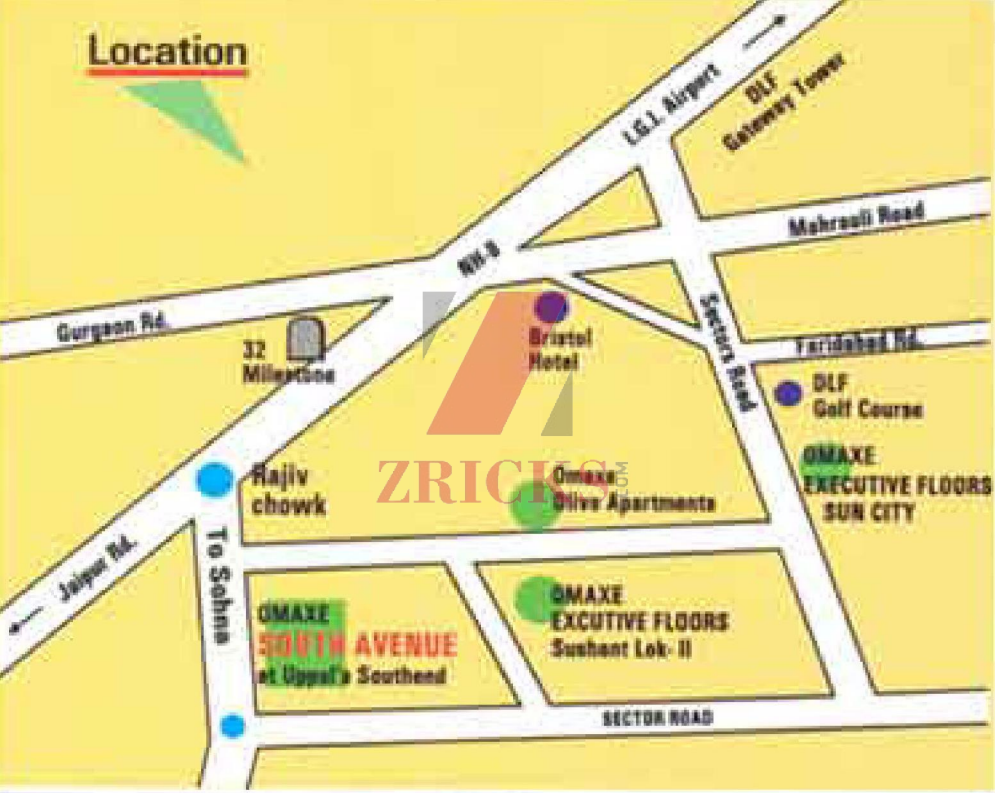 Location
I.G.I. Airport
DLF
Gateway Tower
Mahrauli Road
NH-8
Gurgaon Rd.
32
Milestone
Bristol
Hotel
Sectors Road
Faridabad Rd.
DLF
Golf Course
OMAXE
EXECUTIVE FLOORS
SUN CITY
ZRICKS
.COM
Rajiv
chowk
Omaxe
Olive Apartments
Jaipur Rd.
To Sohna
OMAXE
SOUTH AVENUE
at Uppal's Southend
OMAXE
EXCUTIVE FLOORS
Sushant Lok- II
SECTOR ROAD